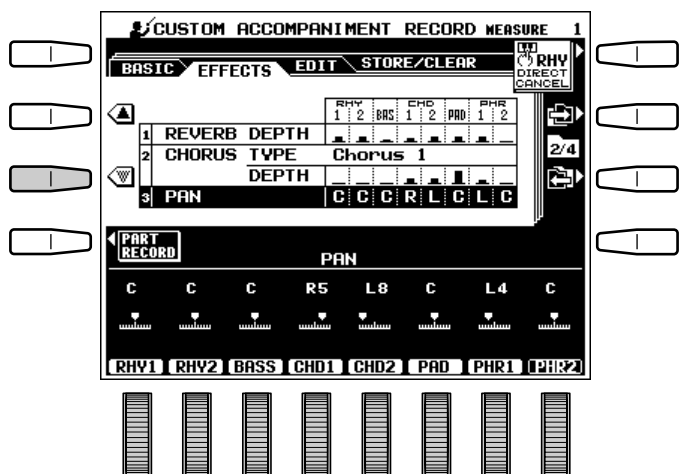 CUSTOM ACCOMPANIMENT RECORD MEASURE 1
BASIC EFFECTS EDIT STORE/CLEAR
RHY
DIRECT
CANCEL
RHY CHD PHR
1 2 BAS 1 2 PAD 1 2
1 REVERB DEPTH
2 CHORUS TYPE Chorus 1
2/4
DEPTH
3 PAN C C C R L C L C
PART
RECORD
PAN
C C C R5 L8 C L4 C
RHY1 RHY2 BASS CHD1 CHD2 PAD PHR1 PHR2